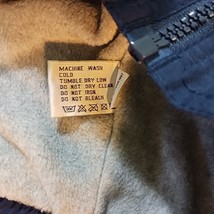 MACHINE WASH
COLD
TUMBLE DRY LOW
DO NOT DRY CLEAN
DO NOT IRON
DO NOT BLEACH